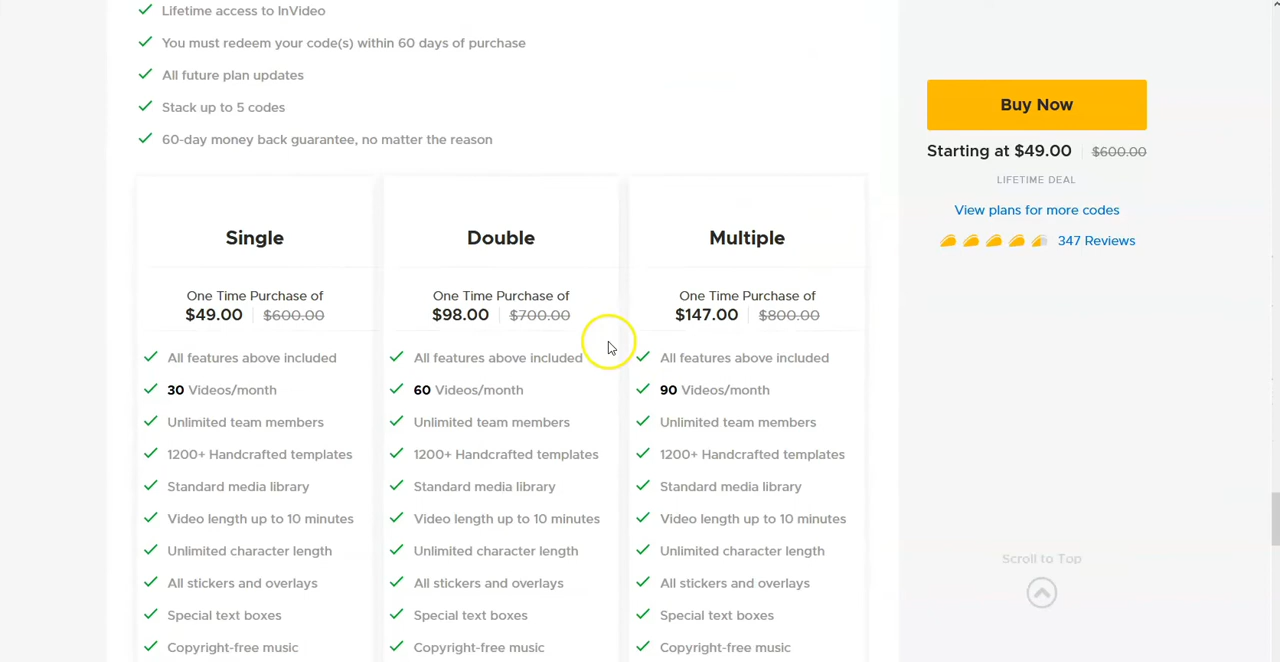 Lifetime access to InVideo
You must redeem your code(s) within 60 days of purchase
All future plan updates
Stack up to 5 codes
60-day money back guarantee, no matter the reason
Buy Now
Starting at $49.00 $600.00
LIFETIME DEAL
View plans for more codes
347 Reviews
Single
One Time Purchase of
$49.00 $600.00
All features above included
30 Videos/month
Unlimited team members
1200+ Handcrafted templates
Standard media library
Video length up to 10 minutes
Unlimited character length
All stickers and overlays
Special text boxes
Copyright-free music
Double
One Time Purchase of
$98.00 $700.00
All features above included
60 Videos/month
Unlimited team members
1200+ Handcrafted templates
Standard media library
Video length up to 10 minutes
Unlimited character length
All stickers and overlays
Special text boxes
Copyright-free music
Multiple
One Time Purchase of
$147.00 $800.00
All features above included
90 Videos/month
Unlimited team members
1200+ Handcrafted templates
Standard media library
Video length up to 10 minutes
Unlimited character length
All stickers and overlays
Special text boxes
Copyright-free music
Scroll to Top